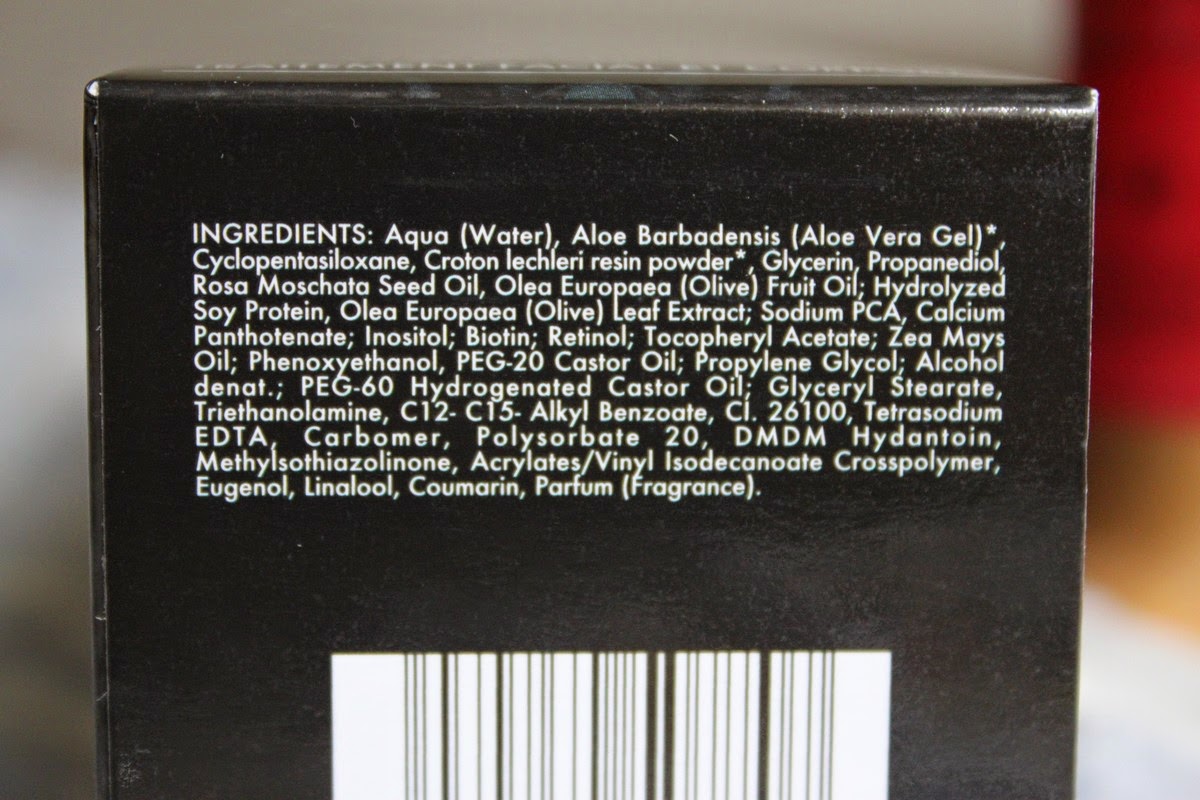 INGREDIENTS: Aqua (Water), Aloe Barbadensis (Aloe Vera Gel)*,
Cyclopentasiloxane, Croton lechleri resin powder*, Glycerin, Propanediol,
Rosa Moschata Seed Oil, Olea Europaea (Olive) Fruit Oil; Hydrolyzed
Soy Protein, Olea Europaea (Olive) Leaf Extract; Sodium PCA, Calcium
Panthotenate; Inositol; Biotin; Retinol; Tocopheryl Acetate; Zea Mays
Oil; Phenoxyethanol, PEG-20 Castor Oil; Propylene Glycol; Alcohol
denat.; PEG-60 Hydrogenated Castor Oil; Glyceryl Stearate,
Triethanolamine, C12- C15- Alkyl Benzoate, CI. 26100, Tetrasodium
EDTA, Carbomer, Polysorbate 20, DMDM Hydantoin,
Methylsothiazolinone, Acrylates/Vinyl Isodecanoate Crosspolymer,
Eugenol, Linalool, Coumarin, Parfum (Fragrance).